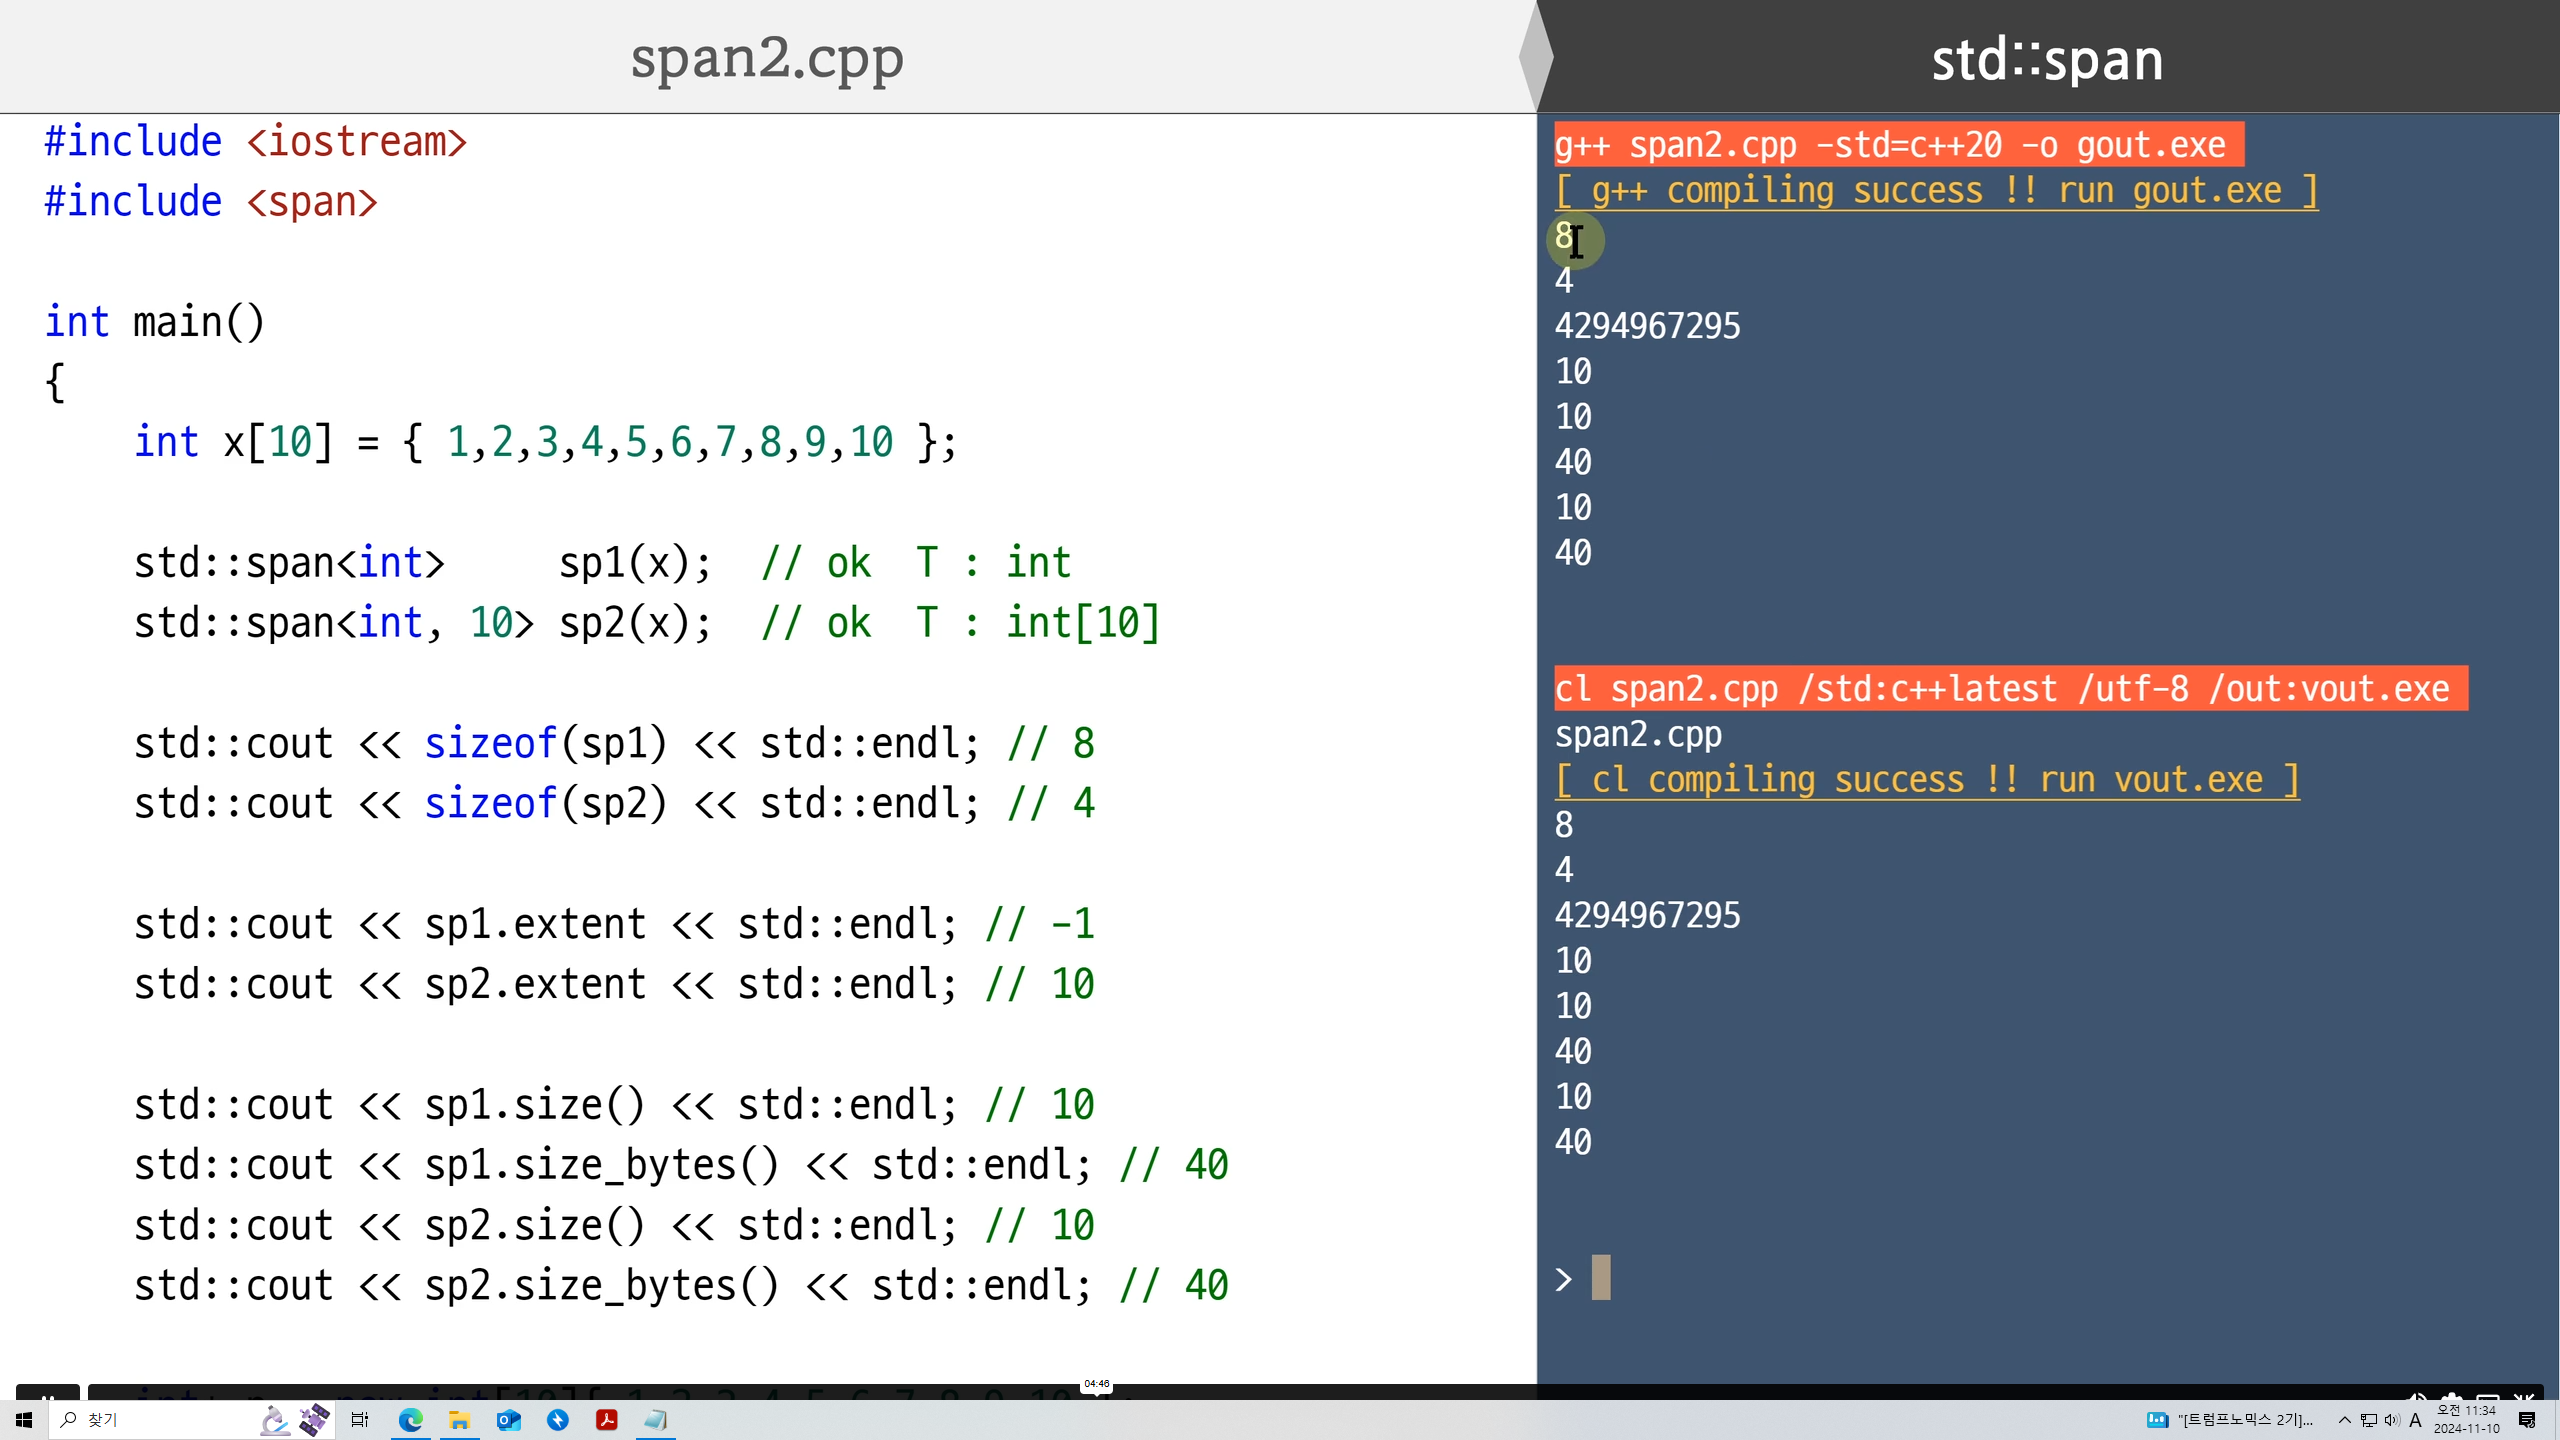 span2.cpp
std::span
#include <iostream>
#include <span>
int main()
{
int x[10] = { 1,2,3,4,5,6,7,8,9,10 };
std::span<int>     sp1(x);  // ok  T : int
std::span<int, 10> sp2(x);  // ok  T : int[10]
std::cout << sizeof(sp1) << std::endl; // 8
std::cout << sizeof(sp2) << std::endl; // 4
std::cout << sp1.extent << std::endl; // -1
std::cout << sp2.extent << std::endl; // 10
std::cout << sp1.size() << std::endl; // 10
std::cout << sp1.size_bytes() << std::endl; // 40
std::cout << sp2.size() << std::endl; // 10
std::cout << sp2.size_bytes() << std::endl; // 40
g++ span2.cpp -std=c++20 -o gout.exe
[ g++ compiling success !! run gout.exe ]
8
4
4294967295
10
10
40
10
40
cl span2.cpp /std:c++latest /utf-8 /out:vout.exe
span2.cpp
[ cl compiling success !! run vout.exe ]
8
4
4294967295
10
10
40
10
40
>
04:46
찾기
"[트럼프노믹스 2기]...
A
오전 11:34
2024-11-10